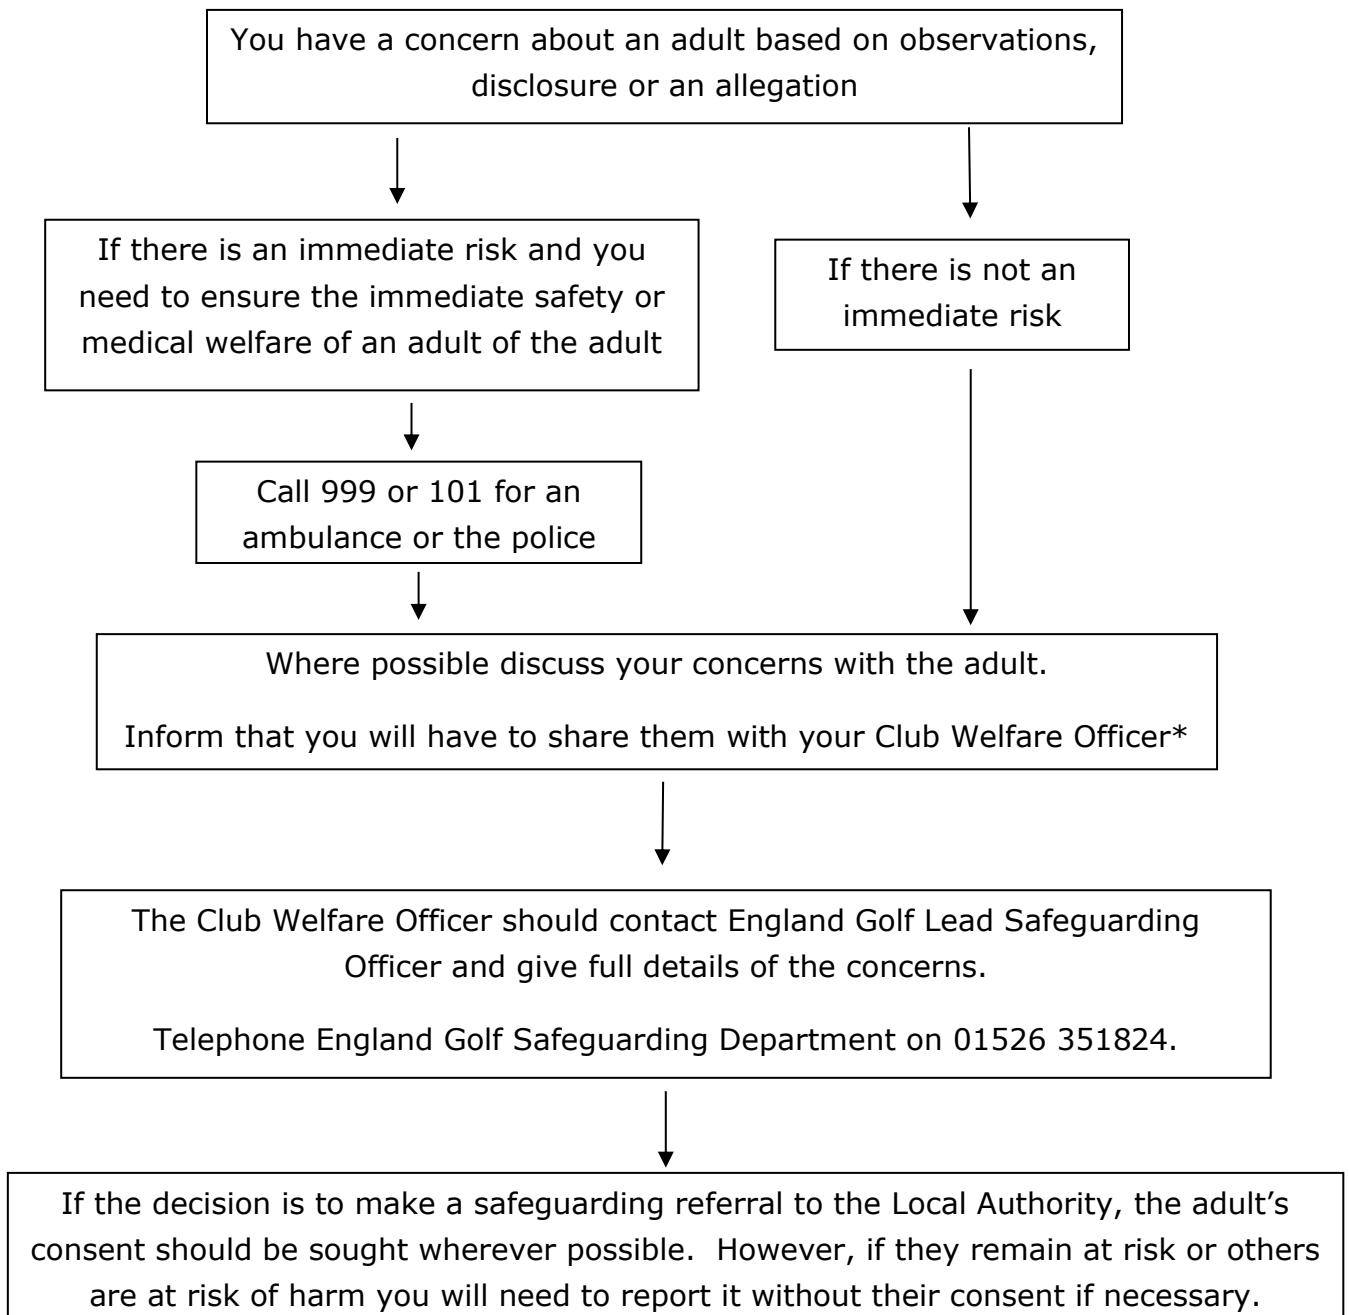 You have a concern about an adult based on observations,
disclosure or an allegation
If there is an immediate risk and you
need to ensure the immediate safety or
medical welfare of an adult of the adult
If there is not an
immediate risk
Call 999 or 101 for an
ambulance or the police
Where possible discuss your concerns with the adult.
Inform that you will have to share them with your Club Welfare Officer*
The Club Welfare Officer should contact England Golf Lead Safeguarding
Officer and give full details of the concerns.
Telephone England Golf Safeguarding Department on 01526 351824.
If the decision is to make a safeguarding referral to the Local Authority, the adult’s
consent should be sought wherever possible.  However, if they remain at risk or others
are at risk of harm you will need to report it without their consent if necessary.